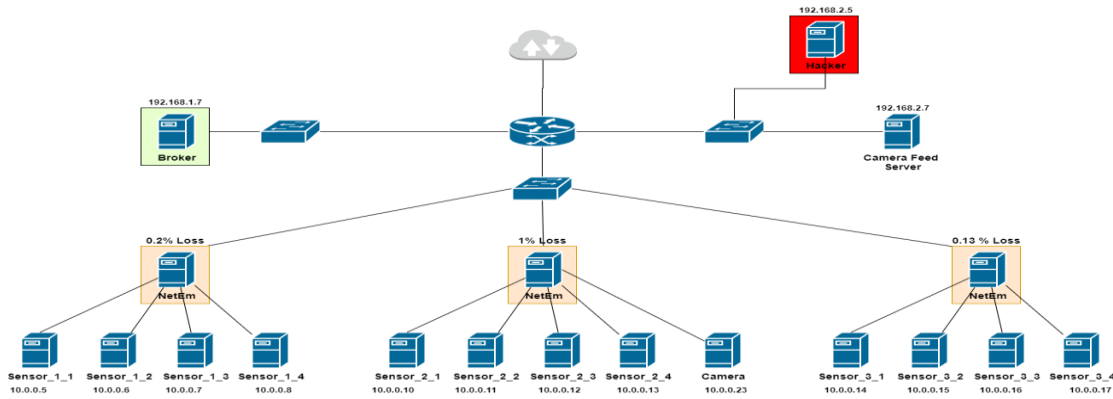 192.168.2.5
Hacker
192.168.1.7
Broker
192.168.2.7
Camera Feed
Server
0.2% Loss
NetEm
1% Loss
NetEm
0.13 % Loss
NetEm
Sensor_1_1
10.0.0.5
Sensor_1_2
10.0.0.6
Sensor_1_3
10.0.0.7
Sensor_1_4
10.0.0.8
Sensor_2_1
10.0.0.10
Sensor_2_2
10.0.0.11
Sensor_2_3
10.0.0.12
Sensor_2_4
10.0.0.13
Camera
10.0.0.23
Sensor_3_1
10.0.0.14
Sensor_3_2
10.0.0.15
Sensor_3_3
10.0.0.16
Sensor_3_4
10.0.0.17